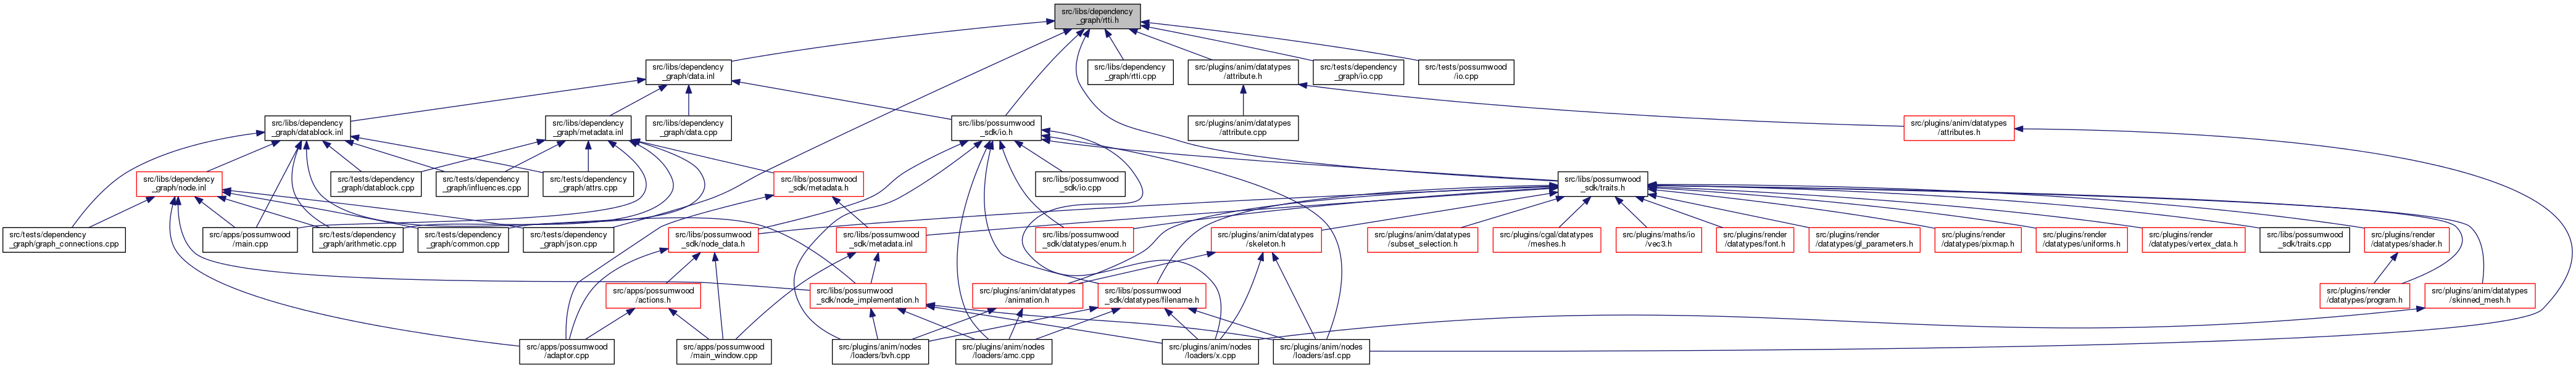 src/libs/dependency
_graph/rtti.h
src/libs/dependency
_graph/data.inl
src/libs/dependency
_graph/rtti.cpp
src/plugins/anim/datatypes
/attribute.h
src/tests/dependency
_graph/io.cpp
src/tests/possumwood
/io.cpp
src/libs/dependency
_graph/datablock.inl
src/libs/dependency
_graph/metadata.inl
src/libs/dependency
_graph/data.cpp
src/libs/possumwood
_sdk/io.h
src/plugins/anim/datatypes
/attribute.cpp
src/plugins/anim/datatypes
/attributes.h
src/libs/dependency
_graph/node.inl
src/tests/dependency
_graph/datablock.cpp
src/tests/dependency
_graph/influences.cpp
src/tests/dependency
_graph/attrs.cpp
src/libs/possumwood
_sdk/metadata.h
src/libs/possumwood
_sdk/io.cpp
src/libs/possumwood
_sdk/traits.h
src/tests/dependency
_graph/graph_connections.cpp
src/apps/possumwood
/main.cpp
src/tests/dependency
_graph/arithmetic.cpp
src/tests/dependency
_graph/common.cpp
src/tests/dependency
_graph/json.cpp
src/libs/possumwood
_sdk/node_data.h
src/libs/possumwood
_sdk/metadata.inl
src/libs/possumwood
_sdk/datatypes/enum.h
src/plugins/anim/datatypes
/skeleton.h
src/plugins/anim/datatypes
/subset_selection.h
src/plugins/cgal/datatypes
/meshes.h
src/plugins/maths/io
/vec3.h
src/plugins/render
/datatypes/font.h
src/plugins/render
/datatypes/gl_parameters.h
src/plugins/render
/datatypes/pixmap.h
src/plugins/render
/datatypes/uniforms.h
src/plugins/render
/datatypes/vertex_data.h
src/libs/possumwood
_sdk/traits.cpp
src/plugins/render
/datatypes/shader.h
src/apps/possumwood
/actions.h
src/libs/possumwood
_sdk/node_implementation.h
src/plugins/anim/datatypes
/animation.h
src/libs/possumwood
_sdk/datatypes/filename.h
src/plugins/render
/datatypes/program.h
src/plugins/anim/datatypes
/skinned_mesh.h
src/apps/possumwood
/adaptor.cpp
src/apps/possumwood
/main_window.cpp
src/plugins/anim/nodes
/loaders/bvh.cpp
src/plugins/anim/nodes
/loaders/amc.cpp
src/plugins/anim/nodes
/loaders/x.cpp
src/plugins/anim/nodes
/loaders/asf.cpp